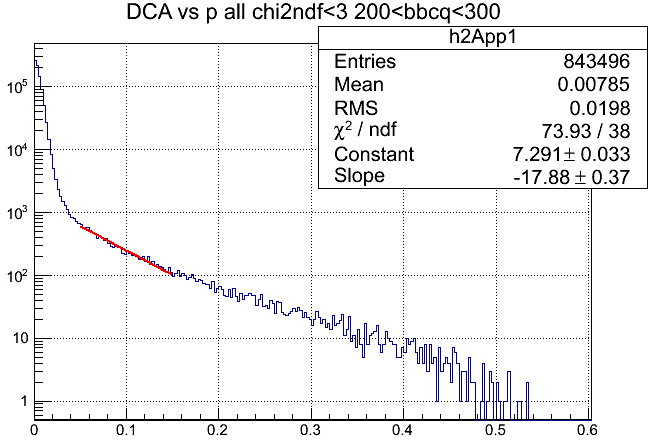 DCA vs p all chi2ndf<3 200<bbcq<300
h2App1
Entries 843496
Mean 0.00785
RMS 0.0198
χ² / ndf 73.93 / 38
Constant 7.291 ± 0.033
Slope -17.88 ± 0.37
10⁵
10⁴
10³
10²
10
1
0 0.1 0.2 0.3 0.4 0.5 0.6